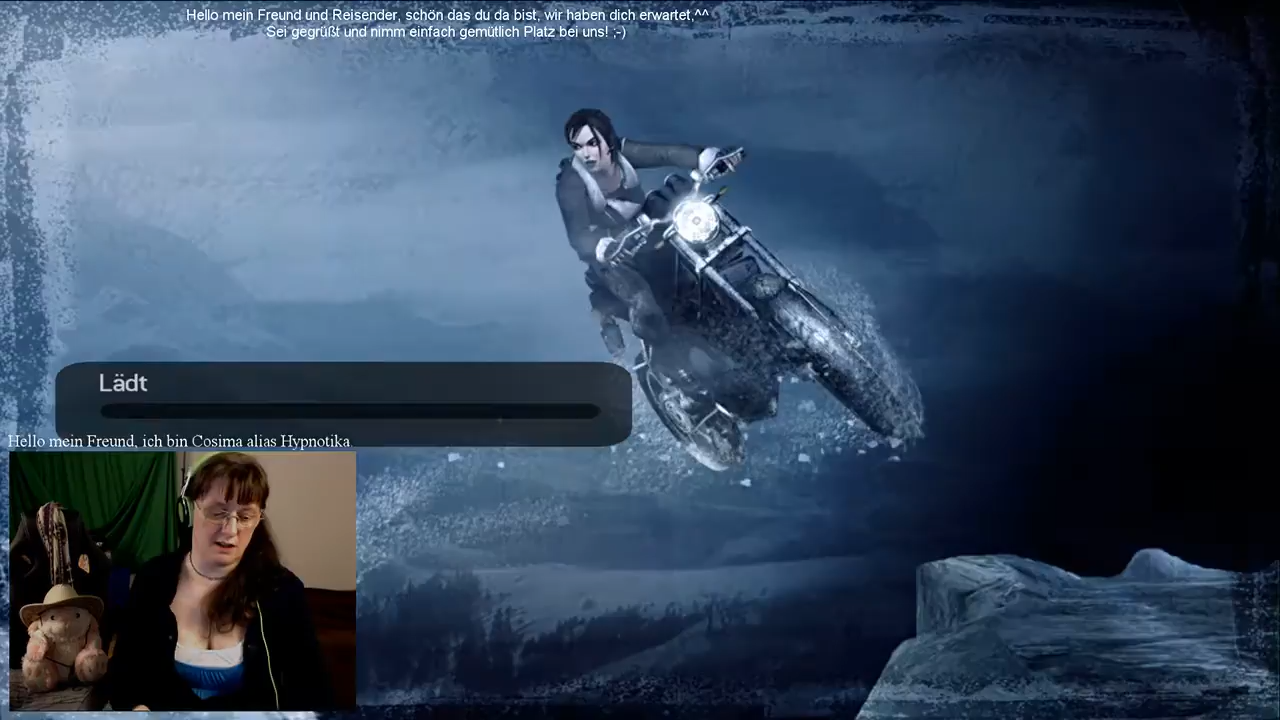 Hello mein Freund und Reisender, schön das du da bist, wir haben dich erwartet.^^
Sei gegrüßt und nimm einfach gemütlich Platz bei uns! ;-)
Lädt
Hello mein Freund, ich bin Cosima alias Hypnotika